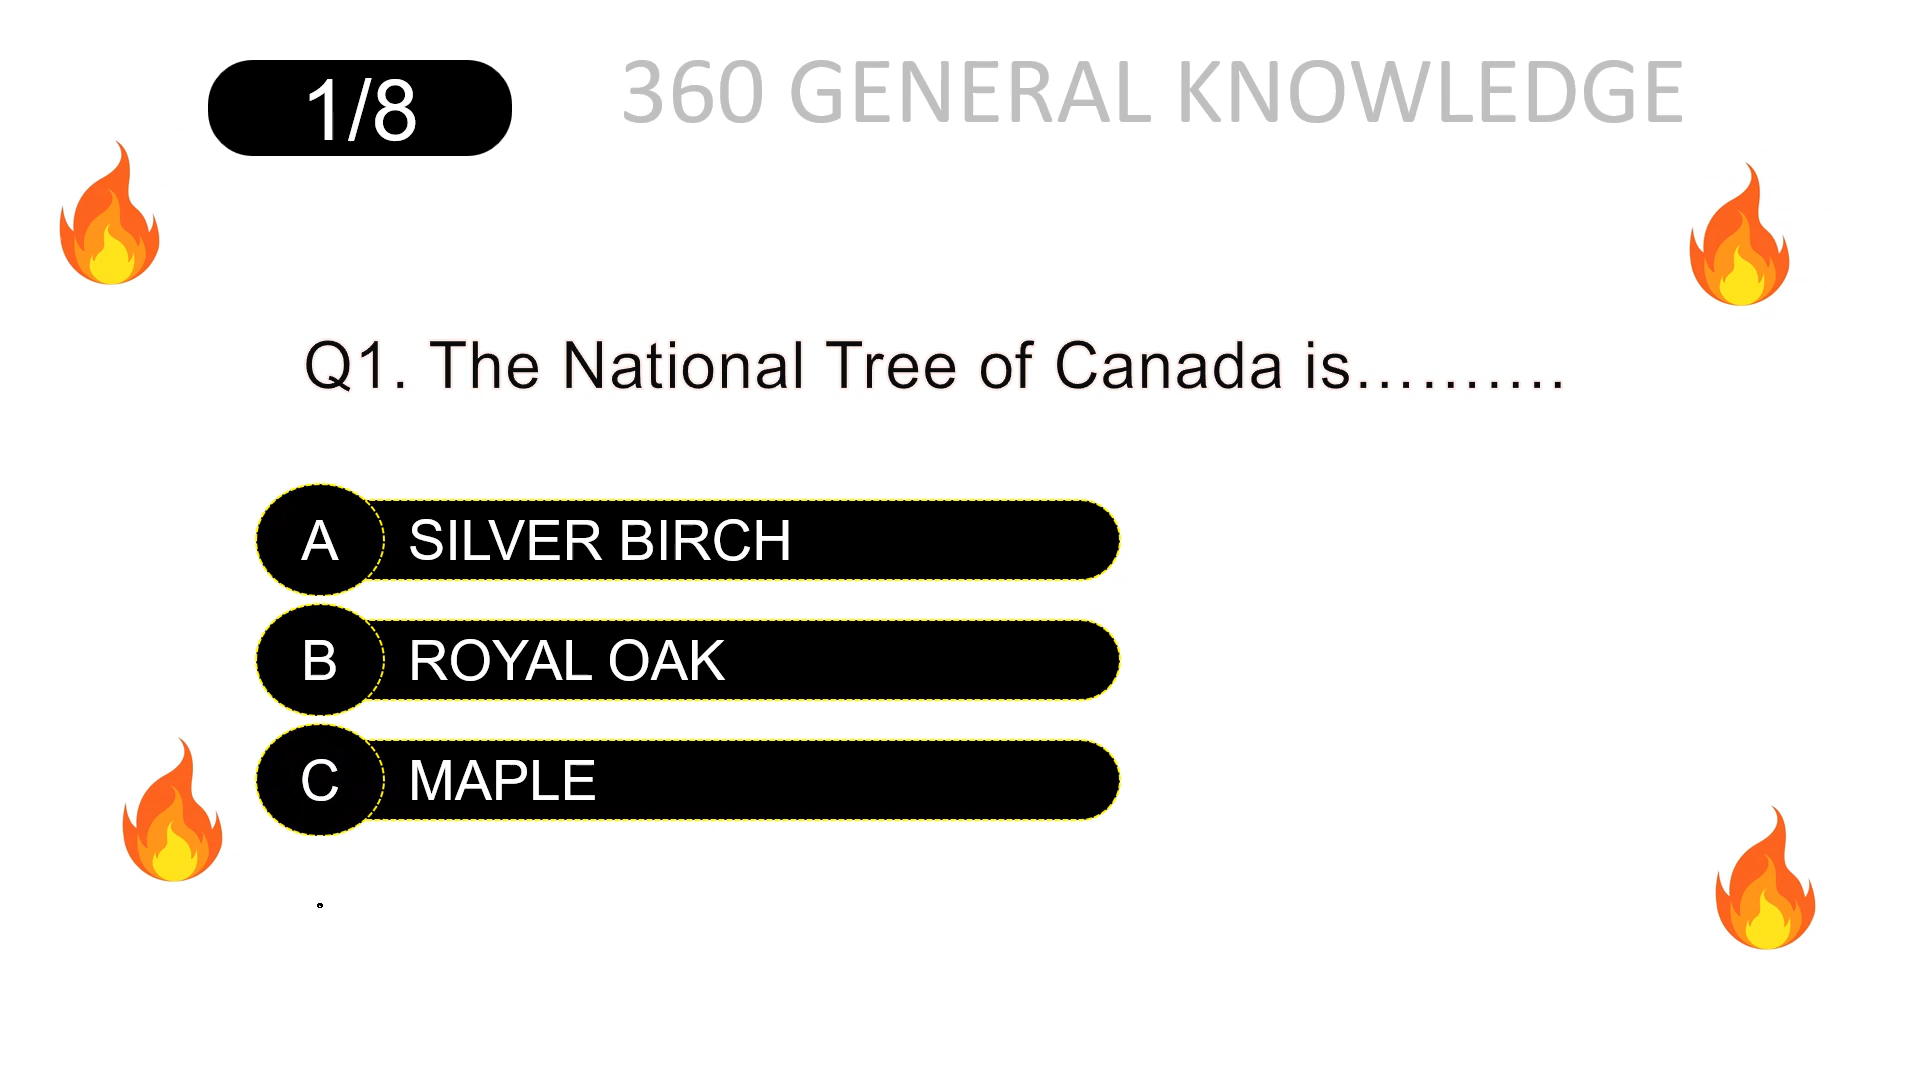 1/8
360 GENERAL KNOWLEDGE
Q1. The National Tree of Canada is..........
A SILVER BIRCH
B ROYAL OAK
C MAPLE